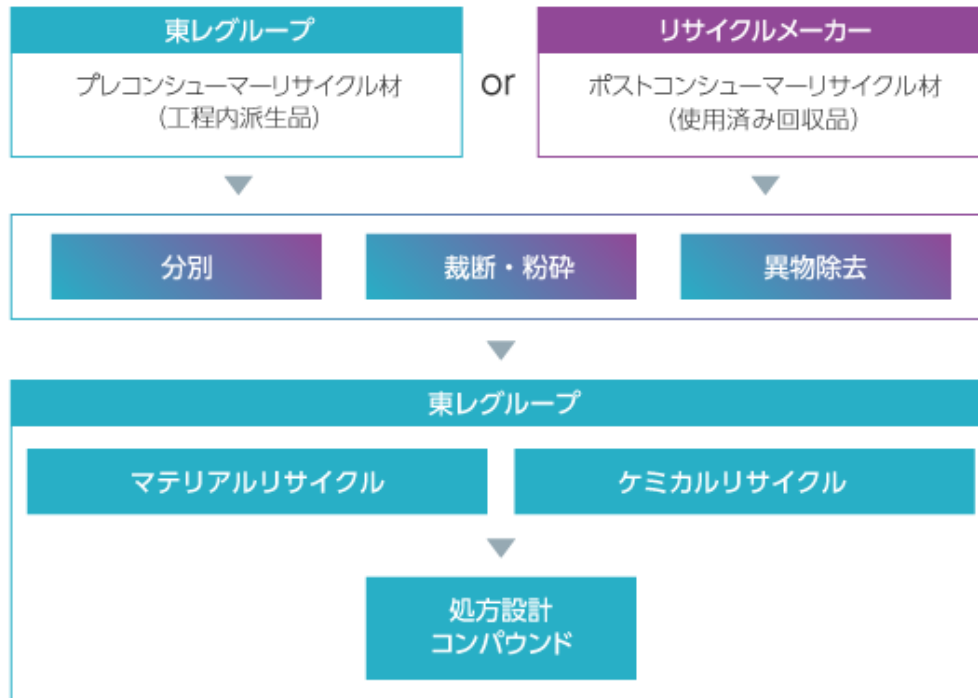 東レグループ
プレコンシューマーリサイクル材
（工程内派生品）
or
リサイクルメーカー
ポストコンシューマーリサイクル材
（使用済み回収品）
分別
裁断・粉砕
異物除去
東レグループ
マテリアルリサイクル
ケミカルリサイクル
処方設計
コンパウンド